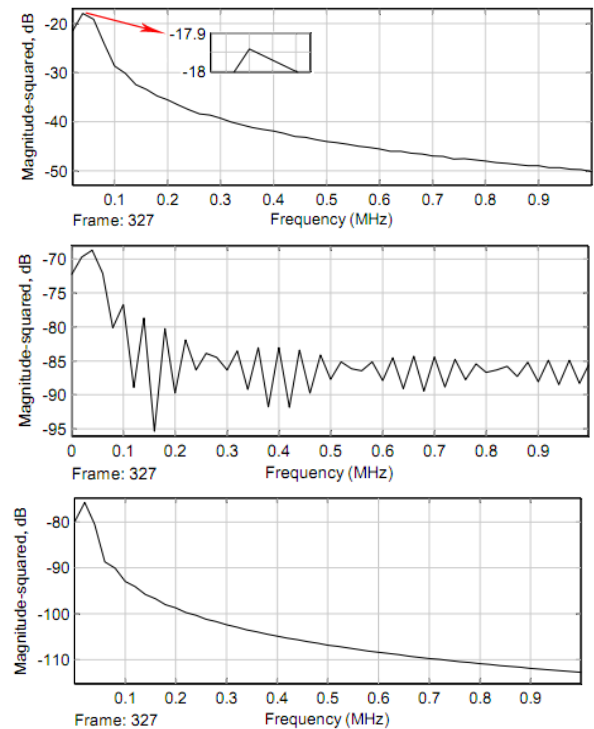 Magnitude-squared, dB
-20
-30
-40
-50
-17.9
-18
0.1 0.2 0.3 0.4 0.5 0.6 0.7 0.8 0.9
Frame: 327 Frequency (MHz)
Magnitude-squared, dB
-70
-75
-80
-85
-90
-95
0 0.1 0.2 0.3 0.4 0.5 0.6 0.7 0.8 0.9
Frame: 327 Frequency (MHz)
Magnitude-squared, dB
-80
-90
-100
-110
0.1 0.2 0.3 0.4 0.5 0.6 0.7 0.8 0.9
Frame: 327 Frequency (MHz)